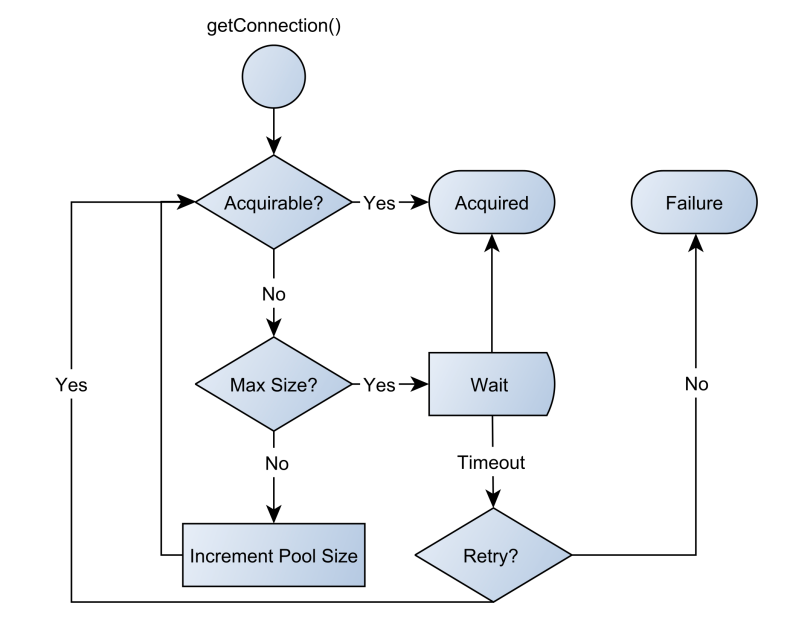 getConnection()
Acquirable?
Yes
Acquired
Failure
No
Yes
Max Size?
Yes
Wait
No
No
Timeout
Increment Pool Size
Retry?